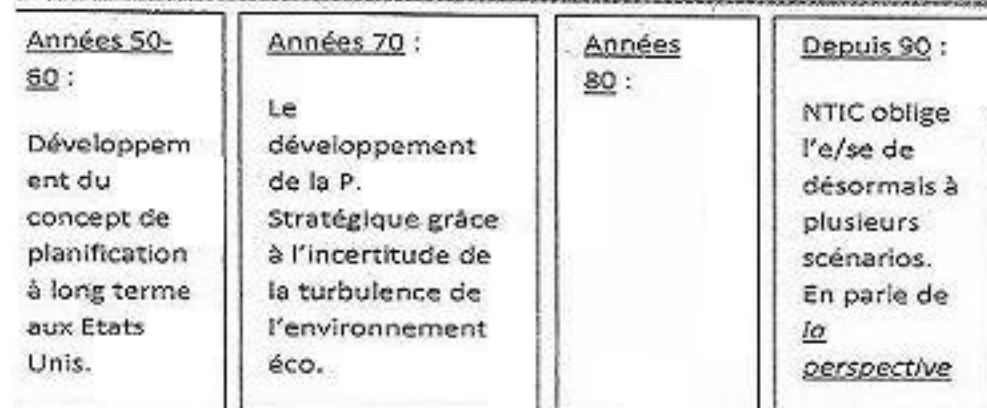 Années 50-
60 :
Développem
ent du
concept de
planification
à long terme
aux Etats
Unis.
Années 70 :
Le
développement
de la P.
Stratégique grâce
à l'incertitude de
la turbulence de
l'environnement
éco.
Années
80 :
Depuis 90 :
NTIC oblige
l'e/se de
désormais à
plusieurs
scénarios.
En parle de
la
perspective